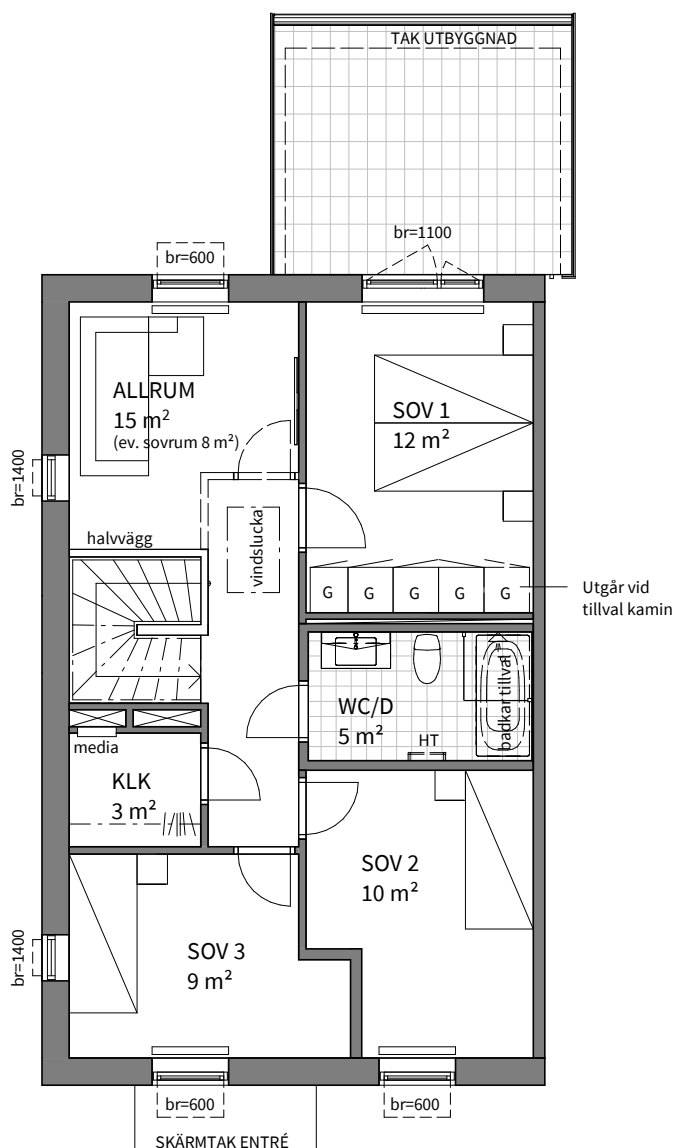 TAK UTBYGGNAD
br=600
br=1100
ALLRUM
15 m²
(ev. sovrum 8 m²)
SOV 1
12 m²
br=1400
halvvägg
vindslucka
G G G G G
Utgår vid
tillval kamin
WC/D
5 m²
HT
badkar tillval
media
KLK
3 m²
SOV 2
10 m²
SOV 3
9 m²
br=1400
br=600
br=600
SKÄRMTAK ENTRÉ